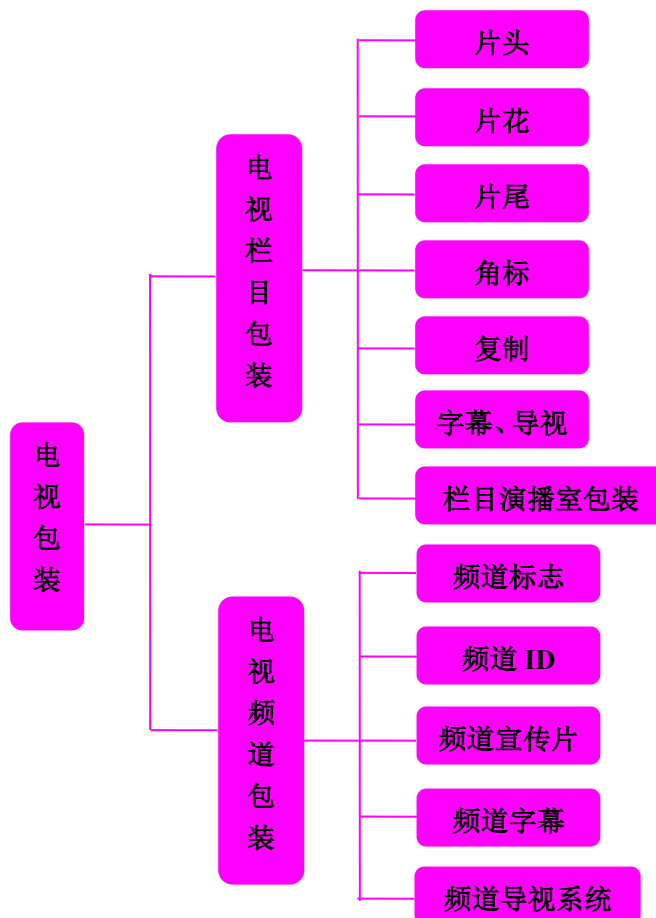 电视包装
电视栏目包装
片头
片花
片尾
角标
复制
字幕、导视
栏目演播室包装
电视频道包装
频道标志
频道 ID
频道宣传片
频道字幕
频道导视系统